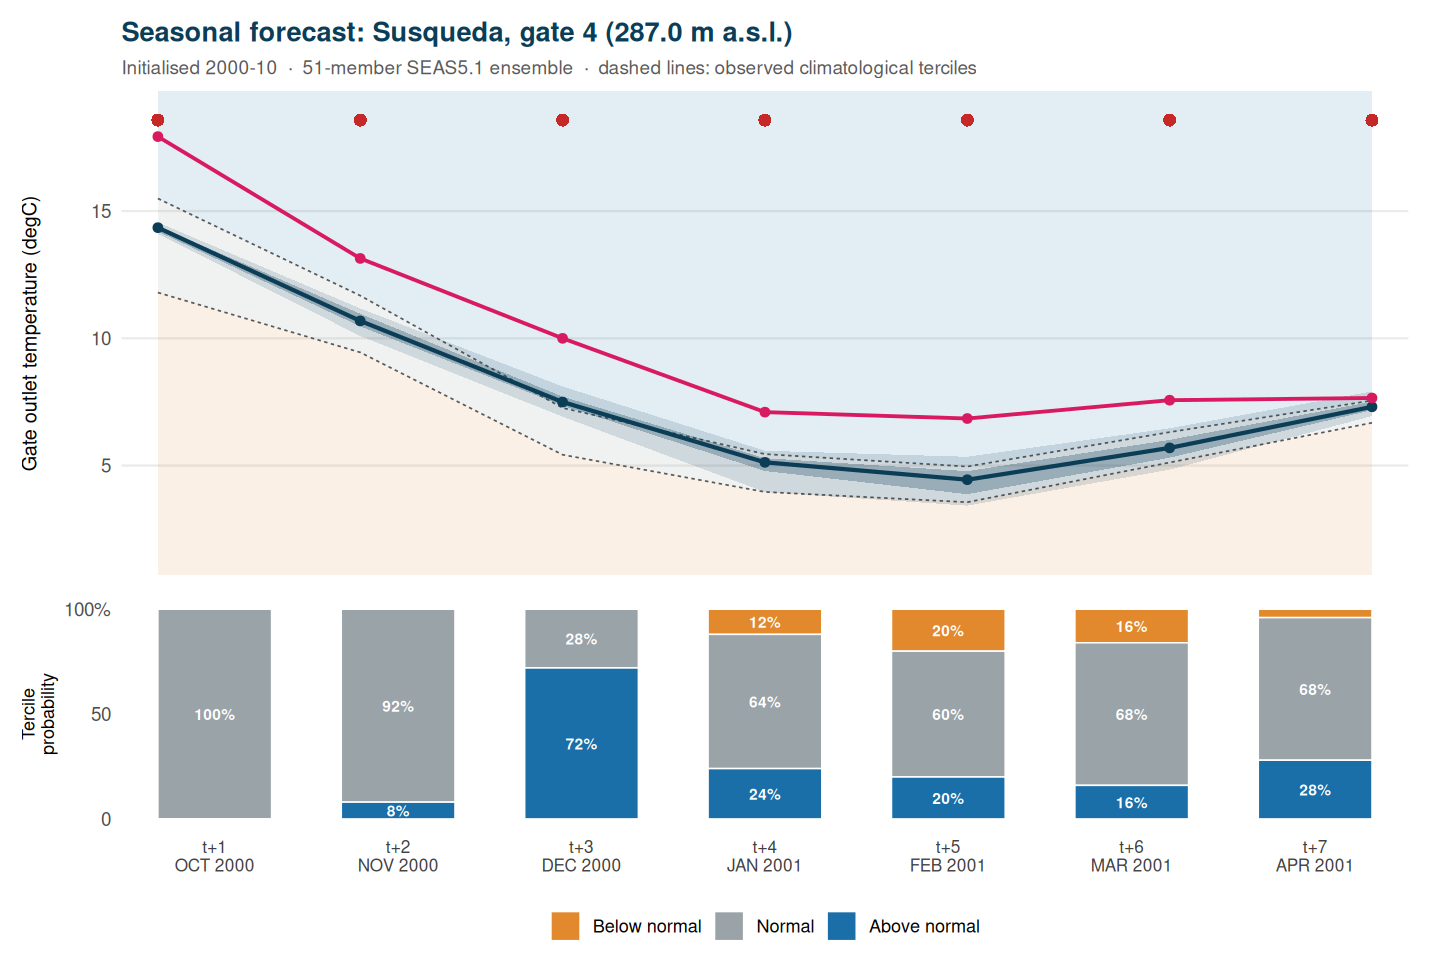 Seasonal forecast: Susqueda, gate 4 (287.0 m a.s.l.)
Initialised 2000-10 · 51-member SEAS5.1 ensemble · dashed lines: observed climatological terciles
Gate outlet temperature (degC)
15
10
5
Tercile
probability
100%
50
0
100%
92%
8%
28%
72%
12%
64%
24%
20%
60%
20%
16%
68%
16%
68%
28%
t+1
OCT 2000
t+2
NOV 2000
t+3
DEC 2000
t+4
JAN 2001
t+5
FEB 2001
t+6
MAR 2001
t+7
APR 2001
Below normal
Normal
Above normal